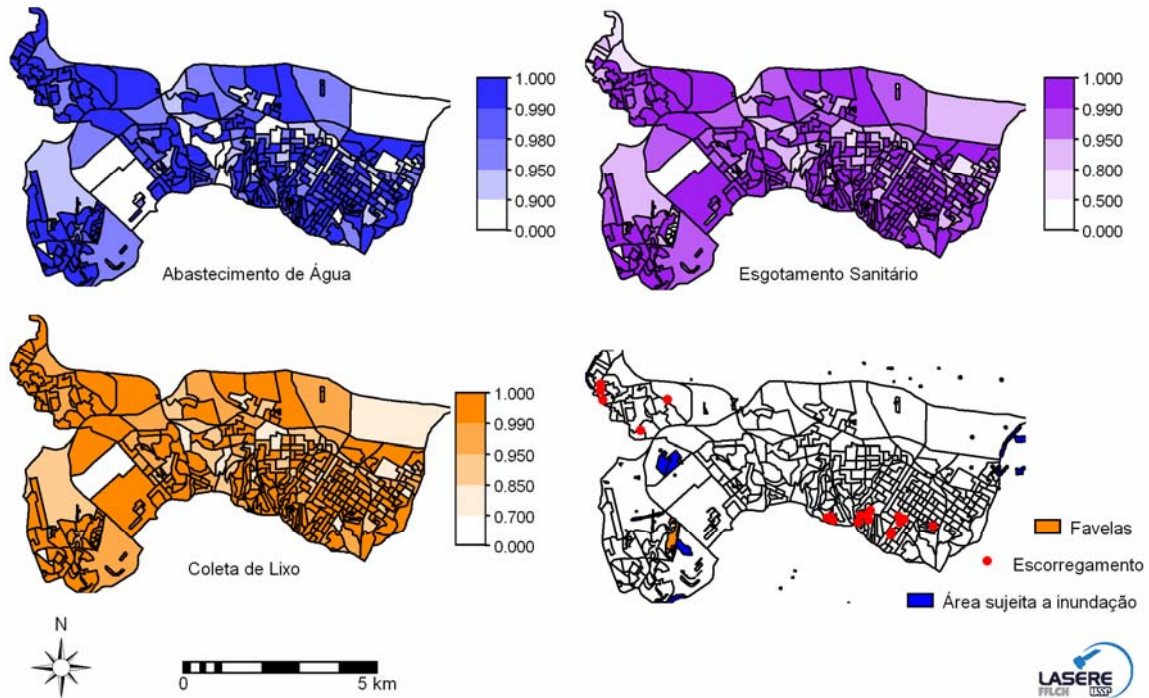 1.000
0.990
0.980
0.950
0.900
0.000
Abastecimento de Água
1.000
0.990
0.950
0.800
0.500
0.000
Esgotamento Sanitário
1.000
0.990
0.950
0.850
0.700
0.000
Coleta de Lixo
Favelas
Escorregamento
Área sujeita a inundação
N
0 5 km
LASERE
FFLCH USP